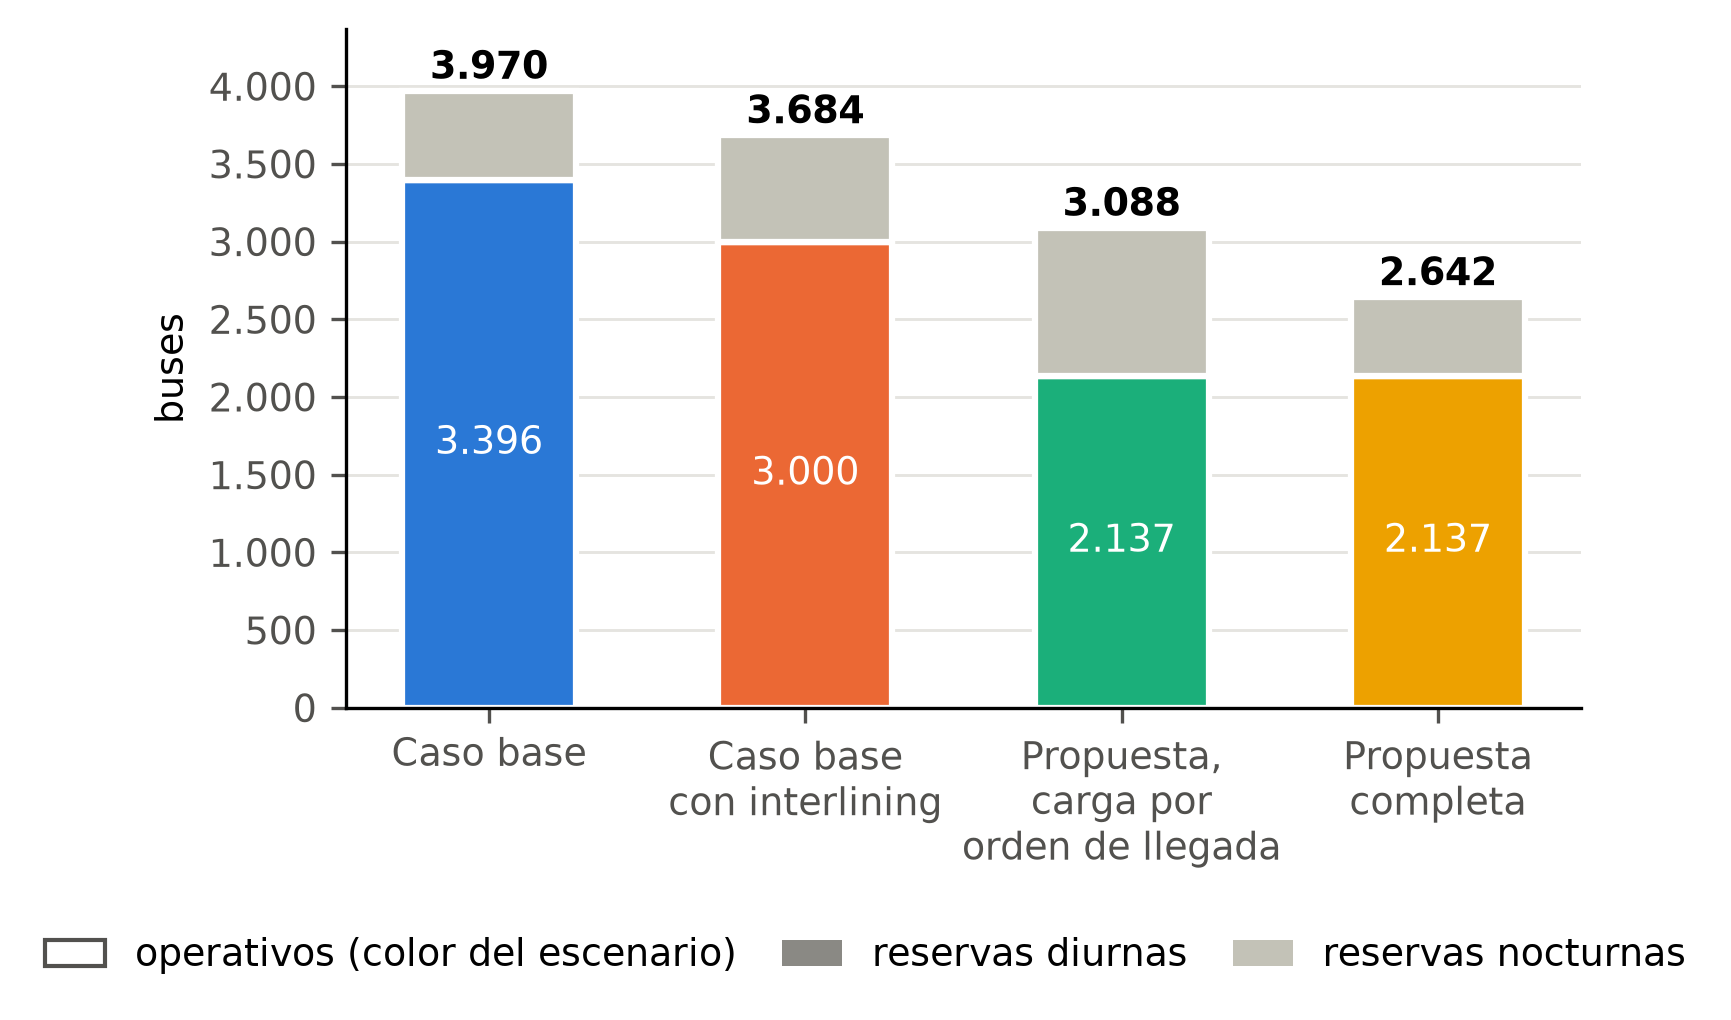 3.970
3.684
3.088
2.642
4.000
3.500
3.000
2.500
2.000
1.500
1.000
500
0
buses
3.396
3.000
2.137
2.137
Caso base
Caso base
con interlining
Propuesta,
carga por
orden de llegada
Propuesta
completa
operativos (color del escenario)
reservas diurnas
reservas nocturnas